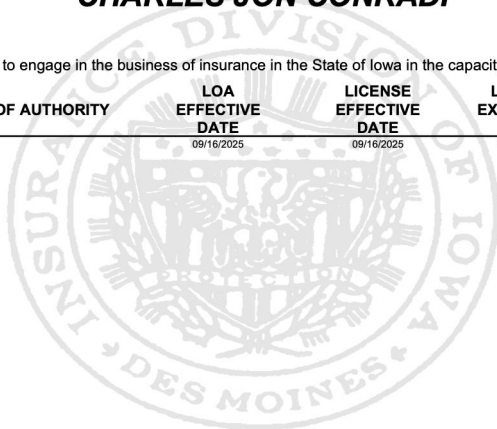 CHARLES JON CONRADI
to engage in the business of insurance in the State of Iowa in the capacit
OF AUTHORITY
LOA EFFECTIVE DATE
LICENSE EFFECTIVE DATE
L EX
09/16/2025 09/16/2025
INSURANCE DIVISION OF IOWA
PROTECTION
DES MOINES